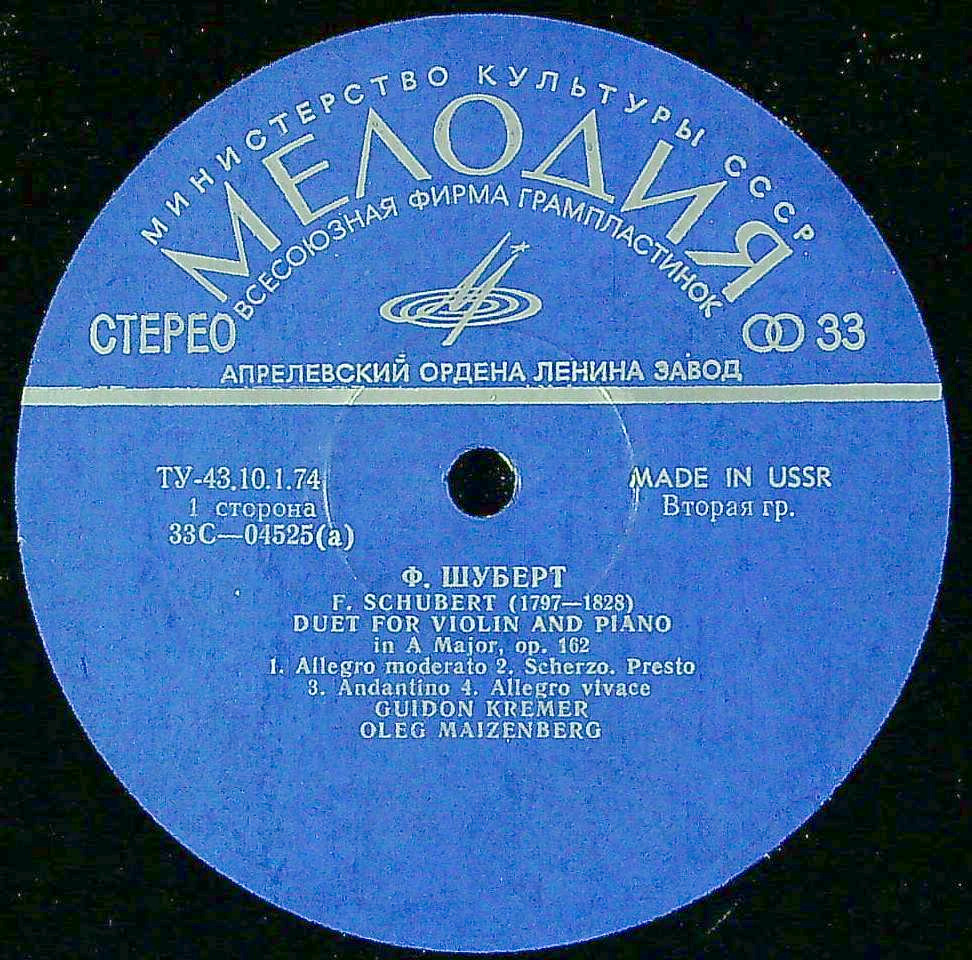 МИНИСТЕРСТВО КУЛЬТУРЫ СССР
МЕЛОДИЯ
ВСЕСОЮЗНАЯ ФИРМА ГРАМПЛАСТИНОК
СТЕРЕО
33
АПРЕЛЕВСКИЙ ОРДЕНА ЛЕНИНА ЗАВОД
ТУ-43.10.1.74
1 сторона
33С—04525(а)
MADE IN USSR
Вторая гр.
Ф. ШУБЕРТ
F. SCHUBERT (1797—1828)
DUET FOR VIOLIN AND PIANO
in A Major, op. 162
1. Allegro moderato 2. Scherzo. Presto
3. Andantino 4. Allegro vivace
GUIDON KREMER
OLEG MAIZENBERG